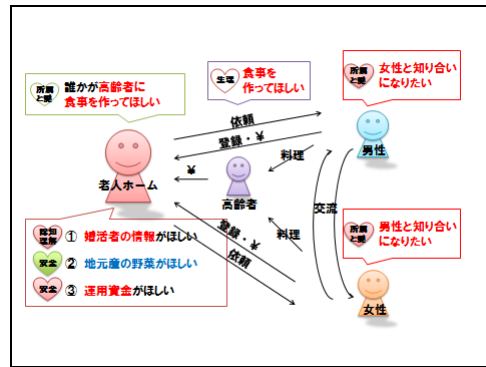 所属
と愛
誰かが高齢者に
食事を作ってほしい
生理
食事を
作ってほしい
所属
と愛
女性と知り合い
になりたい
依頼
登録・¥
料理
男性
¥
老人ホーム
高齢者
交流
認知
理解
① 婚活者の情報がほしい
安全
② 地元産の野菜がほしい
安全
③ 運用資金がほしい
登録・¥
依頼
料理
所属
と愛
男性と知り合い
になりたい
女性